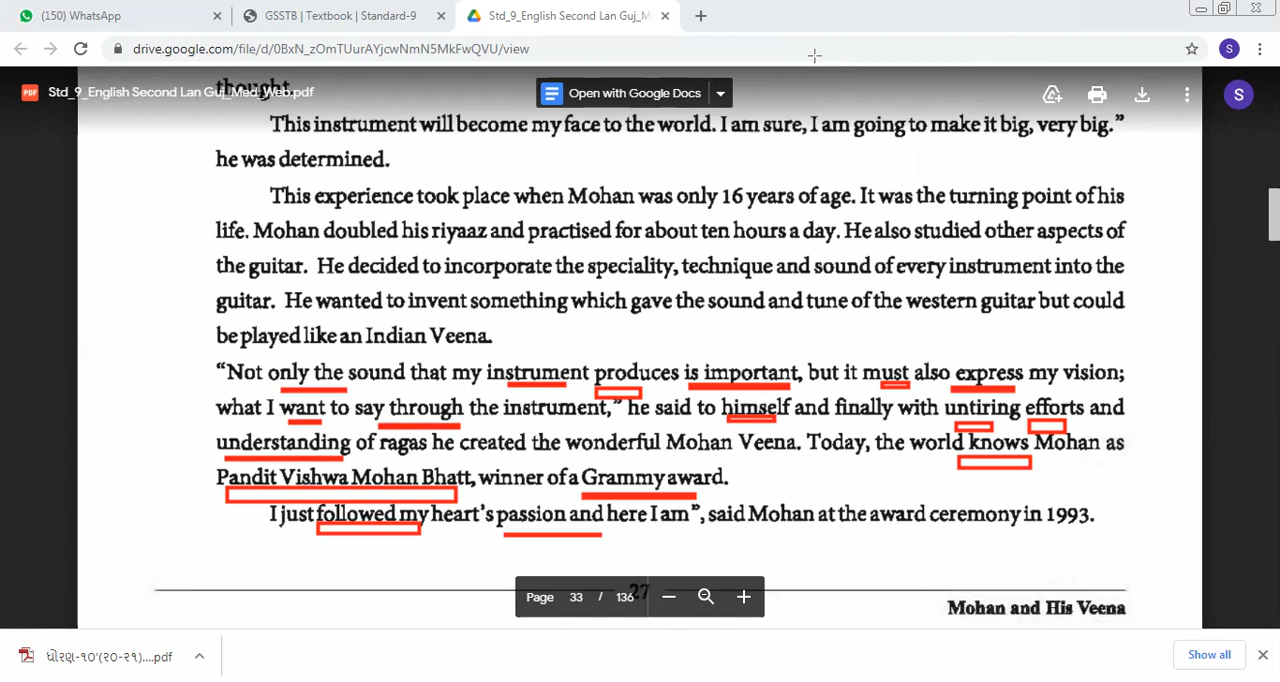 (150) WhatsApp
GSSTB | Textbook | Standard-9
Std_9_English Second Lan Guj_M
drive.google.com/file/d/0BxN_zOmTUurAYjcwNmN5MkFwQVU/view
S
thought
PDF Std_9_English Second Lan Guj_Med_Web.pdf
Open with Google Docs
S
This instrument will become my face to the world. I am sure, I am going to make it big, very big.”
he was determined.
This experience took place when Mohan was only 16 years of age. It was the turning point of his
life. Mohan doubled his riyaaz and practised for about ten hours a day. He also studied other aspects of
the guitar. He decided to incorporate the speciality, technique and sound of every instrument into the
guitar. He wanted to invent something which gave the sound and tune of the western guitar but could
be played like an Indian Veena.
“Not only the sound that my instrument produces is important, but it must also express my vision;
what I want to say through the instrument,” he said to himself and finally with untiring efforts and
understanding of ragas he created the wonderful Mohan Veena. Today, the world knows Mohan as
Pandit Vishwa Mohan Bhatt, winner of a Grammy award.
I just followed my heart’s passion and here I am”, said Mohan at the award ceremony in 1993.
27
Page 33 / 136
Mohan and His Veena
ધોરણ-૧૦'(૨૦-૨૧)....pdf
Show all